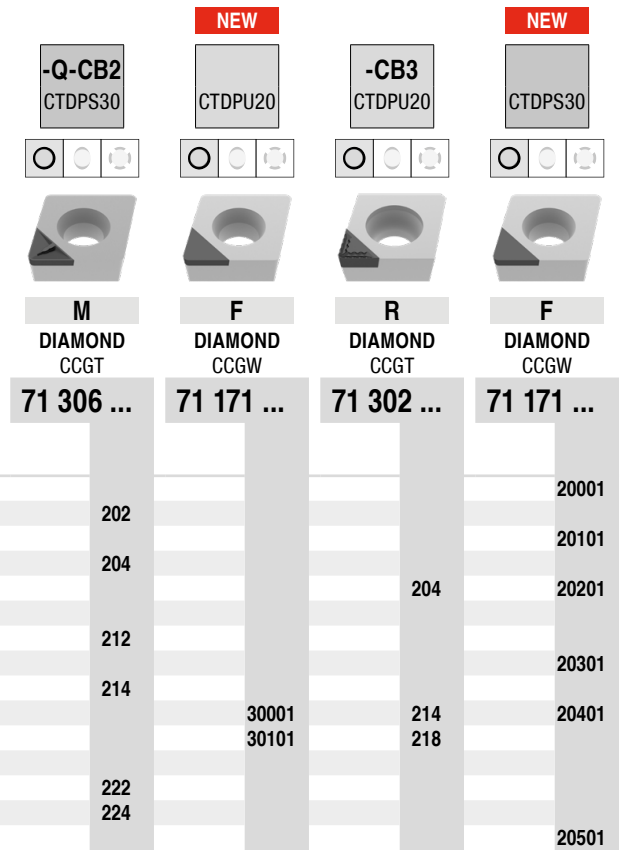 NEW NEW
-Q-CB2 -CB3
CTDPS30 CTDPU20 CTDPU20 CTDPS30
M F R F
DIAMOND DIAMOND DIAMOND DIAMOND
CCGT CCGW CCGT CCGW
71 306 ... 71 171 ... 71 302 ... 71 171 ...
20001
202
20101
204
204 20201
212
20301
214
30001 214 20401
30101 218
222
224
20501